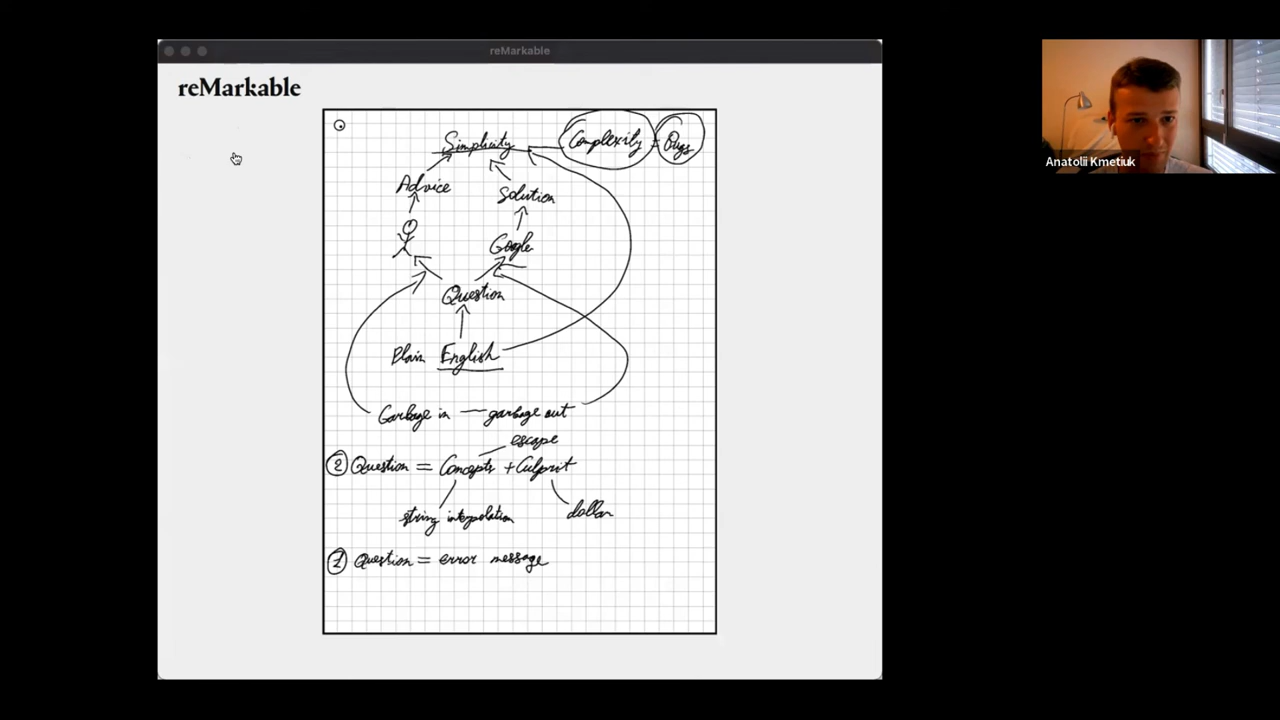 reMarkable
reMarkable
Simplicity
Complexity = Bugs
Advice
Solution
Google
Question
Plain English
Garbage in — garbage out
escape
2 Question = Concepts + Culprit
string interpolation
dollar
1 Question = error message
Anatolii Kmetiuk